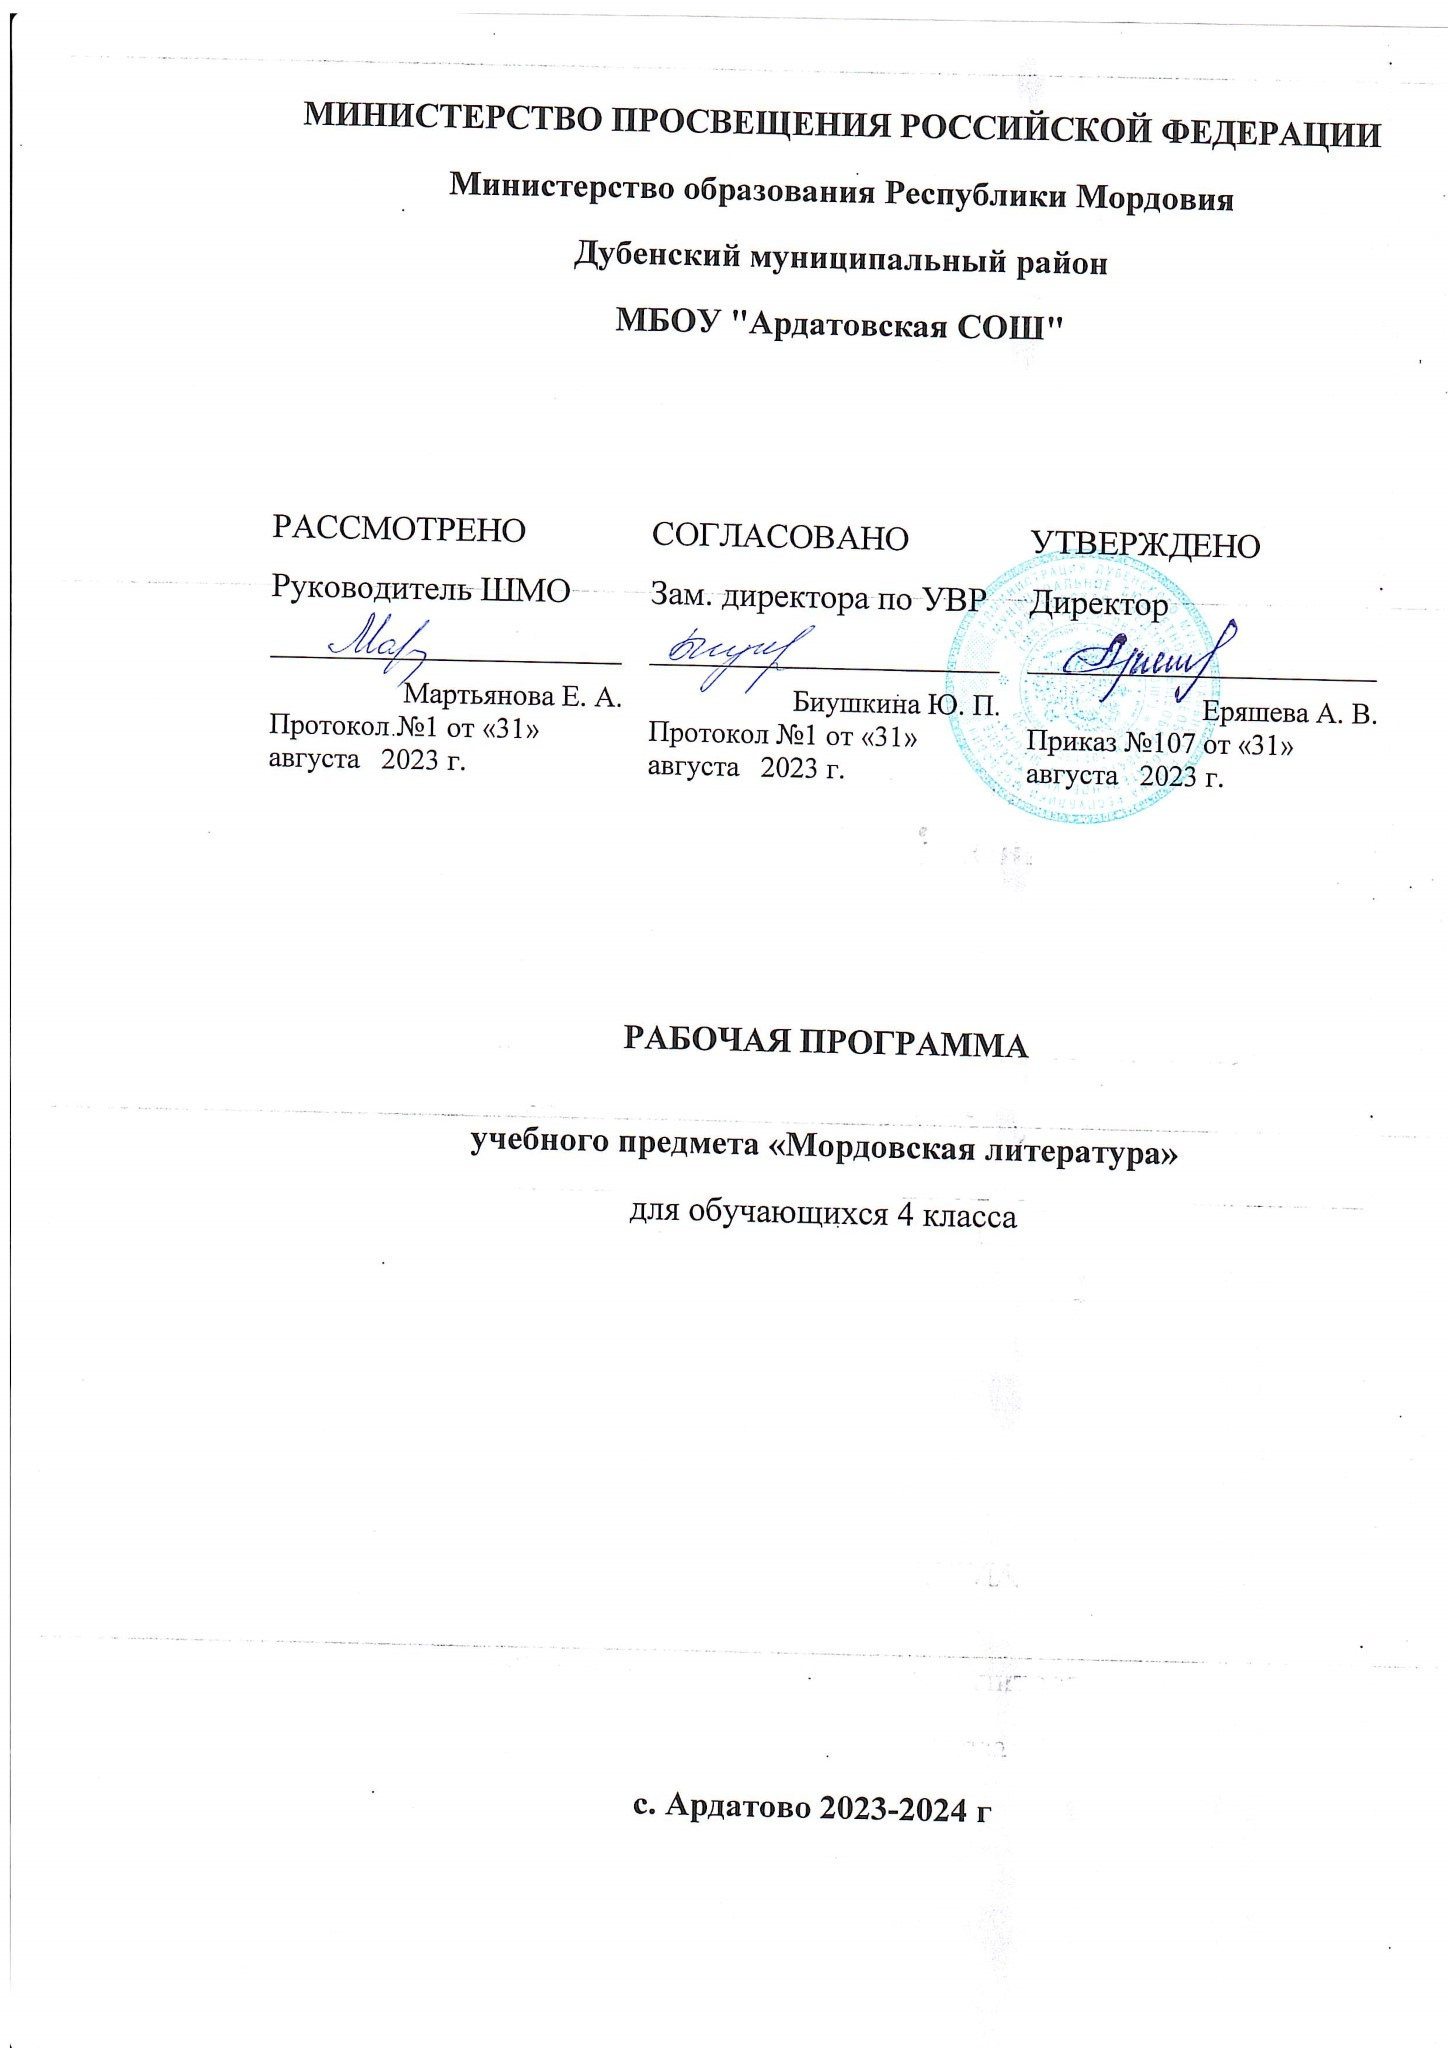 МИНИСТЕРСТВО ПРОСВЕЩЕНИЯ РОССИЙСКОЙ ФЕДЕРАЦИИ
Министерство образования Республики Мордовия
Дубенский муниципальный район
МБОУ "Ардатовская СОШ"
РАССМОТРЕНО
Руководитель ШМО
Мартьянова Е. А.
Протокол №1 от «31»
августа 2023 г.
СОГЛАСОВАНО
Зам. директора по УВР
Биушкина Ю. П.
Протокол №1 от «31»
августа 2023 г.
УТВЕРЖДЕНО
Директор
Еряшева А. В.
Приказ №107 от «31»
августа 2023 г.
РАБОЧАЯ ПРОГРАММА
учебного предмета «Мордовская литература»
для обучающихся 4 класса
с. Ардатово 2023-2024 г